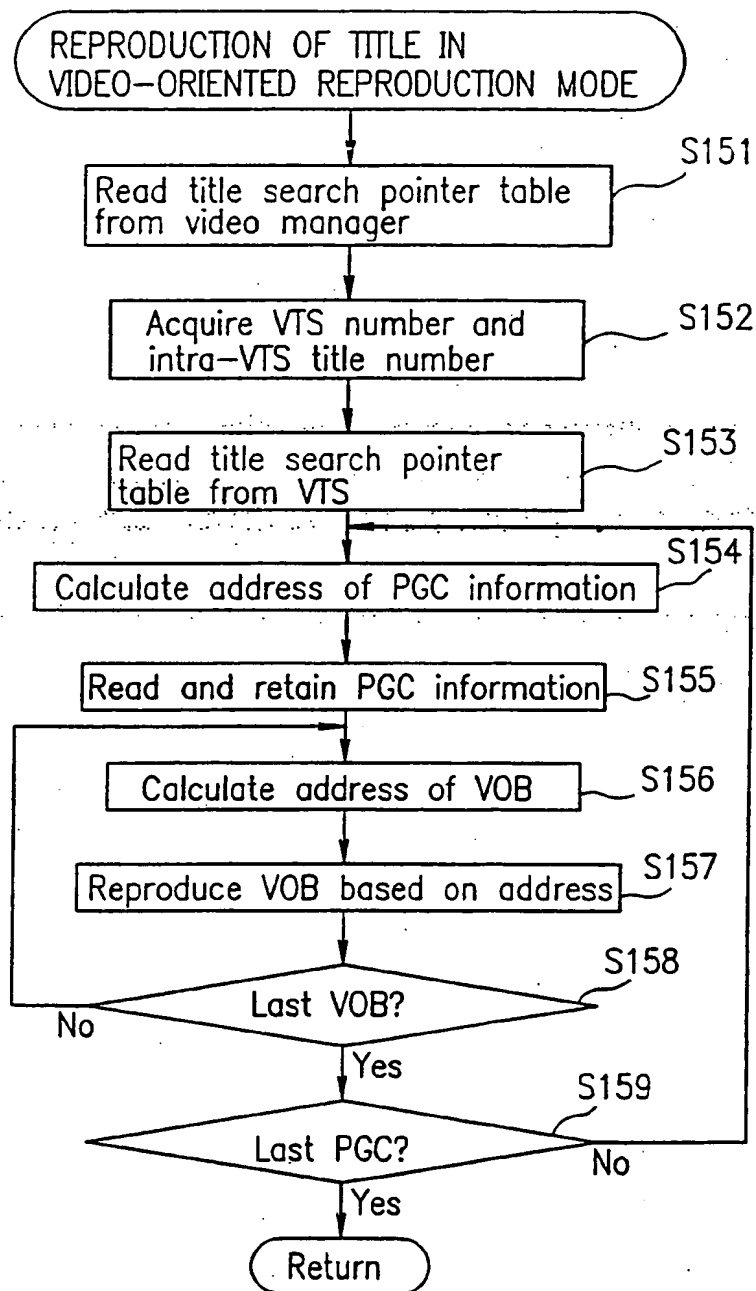 REPRODUCTION OF TITLE IN
VIDEO-ORIENTED REPRODUCTION MODE
S151
Read title search pointer table
from video manager
S152
Acquire VTS number and
intra-VTS title number
S153
Read title search pointer
table from VTS
S154
Calculate address of PGC information
Read and retain PGC information
S155
Calculate address of VOB
S156
S157
Reproduce VOB based on address
S158
Last VOB?
No
Yes
S159
Last PGC?
No
Yes
Return